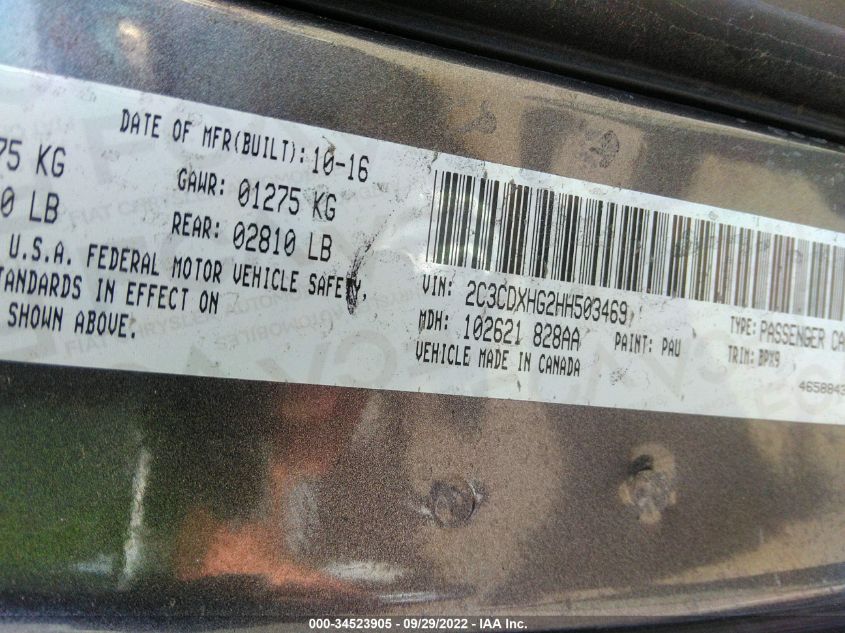 DATE OF MFR(BUILT): 10-16
75 KG GAWR: 01275 KG
0 LB REAR: 02810 LB
U.S.A. FEDERAL MOTOR VEHICLE SAFETY,
TANDARDS IN EFFECT ON
SHOWN ABOVE.
VIN: 2C3CDXHG2HH503469
TYPE: PASSENGER CA
MDH: 102621 828AA PAINT: PAU
TRIM: BPX9
VEHICLE MADE IN CANADA
4658843
000-34523905 - 09/29/2022 - IAA Inc.